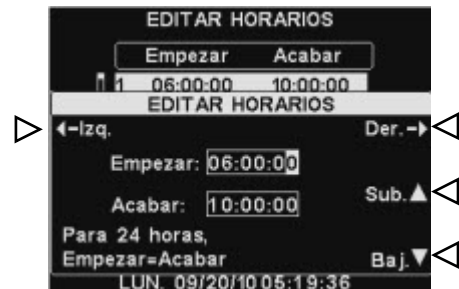 EDITAR HORARIOS
Empezar Acabar
1 06:00:00 10:00:00
EDITAR HORARIOS
◀-Izq. Der.-▶
Empezar: 06:00:00
Sub.▲
Acabar: 10:00:00
Para 24 horas,
Empezar=Acabar Baj.▼
LUN. 09/20/10 05:19:36